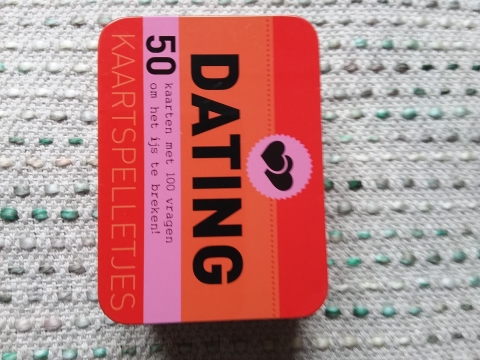 DATING
50 kaarten met 100 vragen
om het ijs te breken!
KAARTSPELLETJES